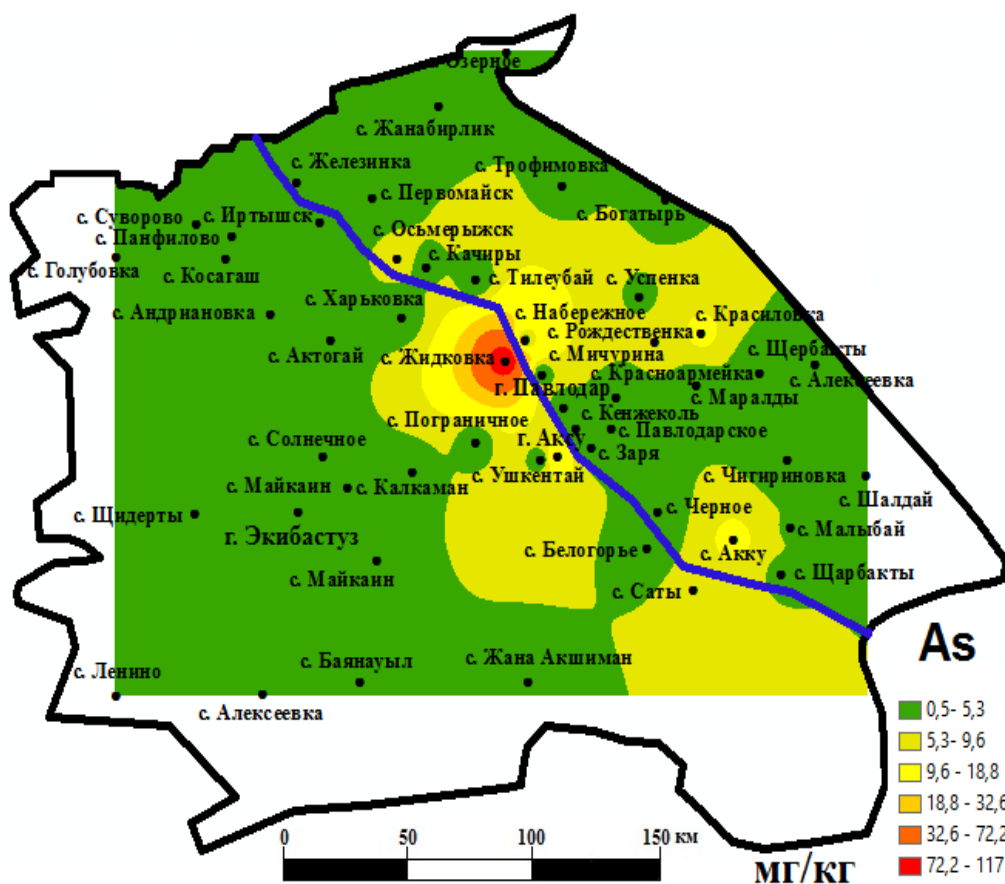 с. Озерное
с. Жанабирлик
с. Железинка
с. Трофимовка
с. Первомайск
с. Суворово
с. Иртышск
с. Богатырь
с. Панфилово
с. Осьмерыжск
с. Голубовка
с. Косагаш
с. Качиры
с. Тилеубай
с. Успенка
с. Харьковка
с. Андриановка
с. Набережное
с. Красиловка
с. Рождественка
с. Актогай
с. Жидковка
с. Мичурина
с. Щербакты
с. Красноармейка
с. Алексеевка
г. Павлодар
с. Маралды
с. Кенжеколь
с. Пограничное
с. Павлодарское
с. Солнечное
г. Аксу
с. Заря
с. Ушкентай
с. Чигириновка
с. Майкаин
с. Калкаман
с. Шалдай
с. Щидерты
с. Черное
с. Малыбай
г. Экибастуз
с. Белогорье
с. Акку
с. Майкаин
с. Щарбакты
с. Саты
As
с. Ленино
с. Баянауыл
с. Жана Акшиман
с. Алексеевка
0,5- 5,3
5,3- 9,6
9,6 - 18,8
18,8 - 32,6
32,6 - 72,2
72,2 - 117
0 50 100 150 км
мг/кг